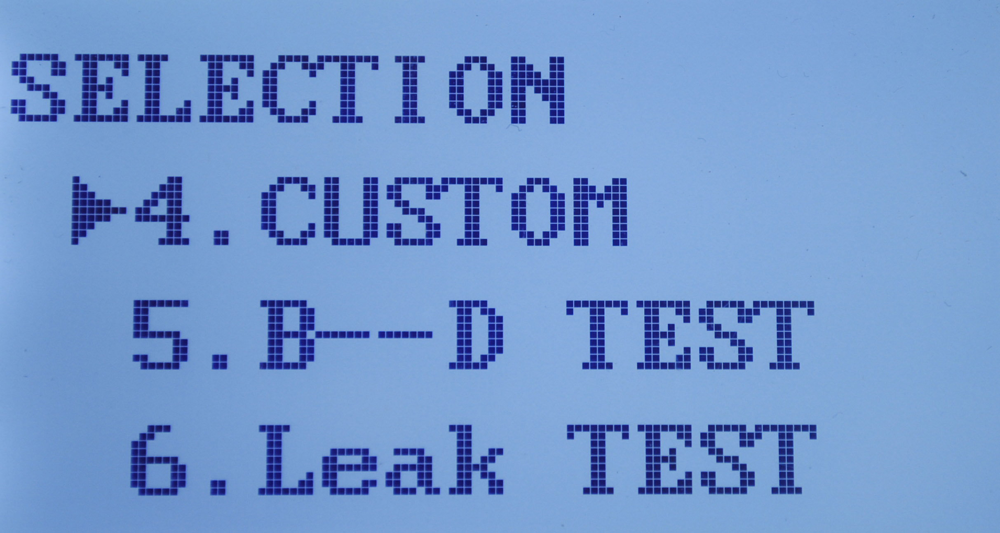 SELECTION
►4.CUSTOM
5.B--D TEST
6.Leak TEST